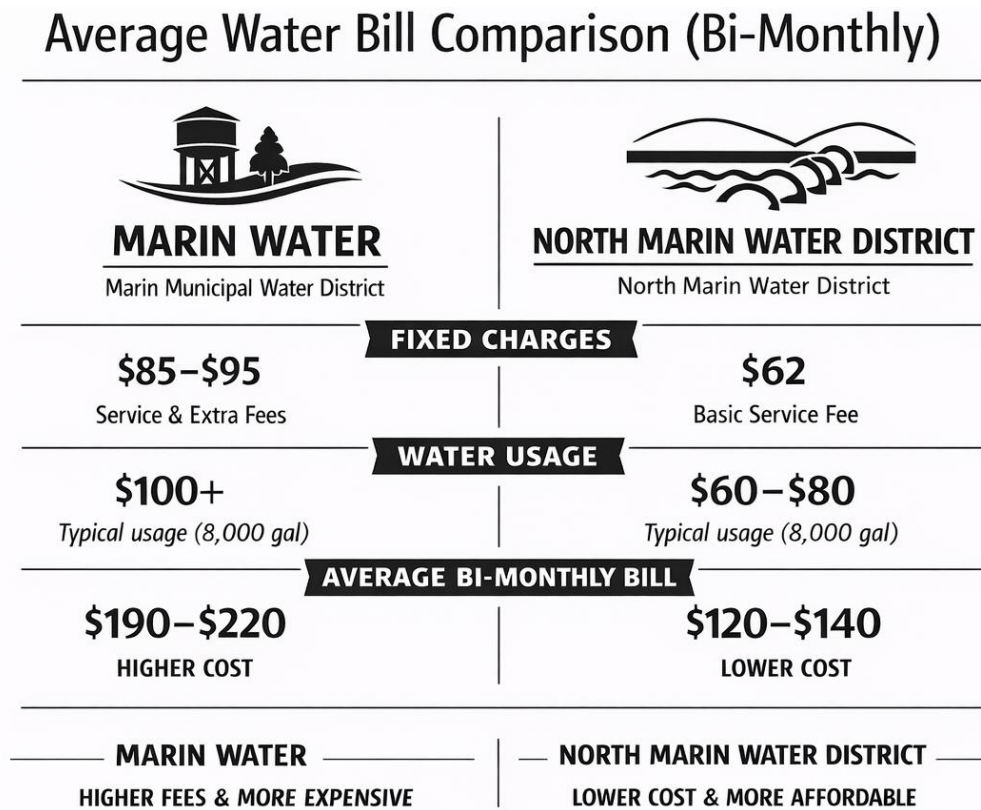 Average Water Bill Comparison (Bi-Monthly)
MARIN WATER
Marin Municipal Water District
NORTH MARIN WATER DISTRICT
North Marin Water District
FIXED CHARGES
$85–$95
Service & Extra Fees
$62
Basic Service Fee
WATER USAGE
$100+
Typical usage (8,000 gal)
$60–$80
Typical usage (8,000 gal)
AVERAGE BI-MONTHLY BILL
$190–$220
HIGHER COST
$120–$140
LOWER COST
MARIN WATER
HIGHER FEES & MORE EXPENSIVE
NORTH MARIN WATER DISTRICT
LOWER COST & MORE AFFORDABLE